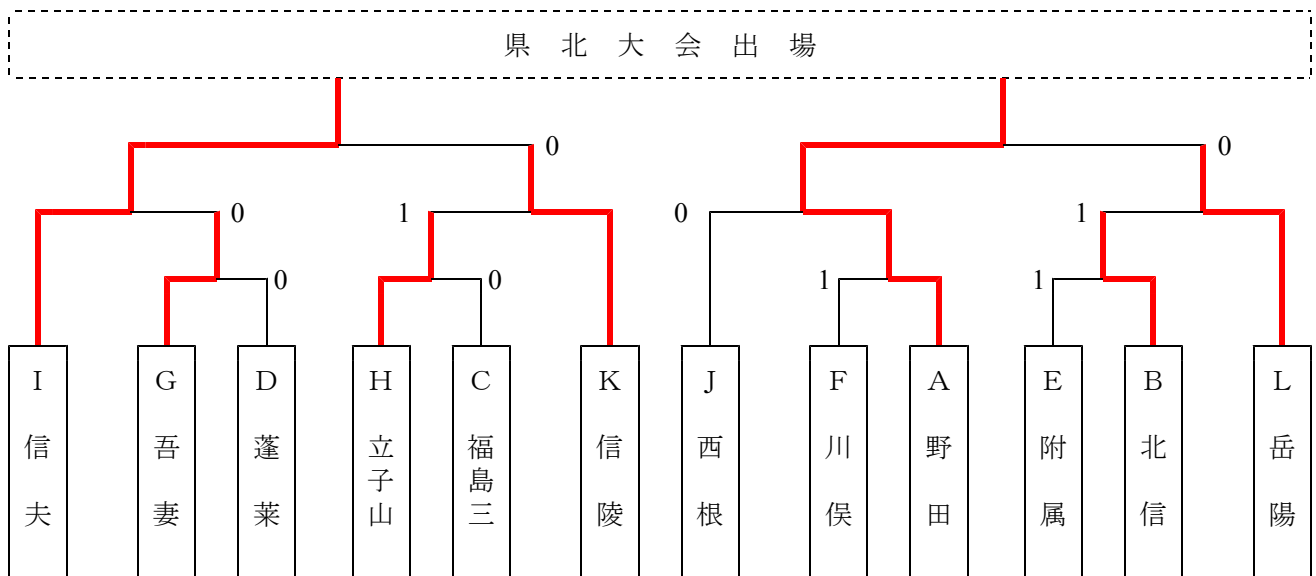 県北大会出場
0 0
0 1 0 1
0 0 1 1
I 信夫
G 吾妻
D 蓬莱
H 立子山
C 福島三
K 信陵
J 西根
F 川俣
A 野田
E 附属
B 北信
L 岳陽